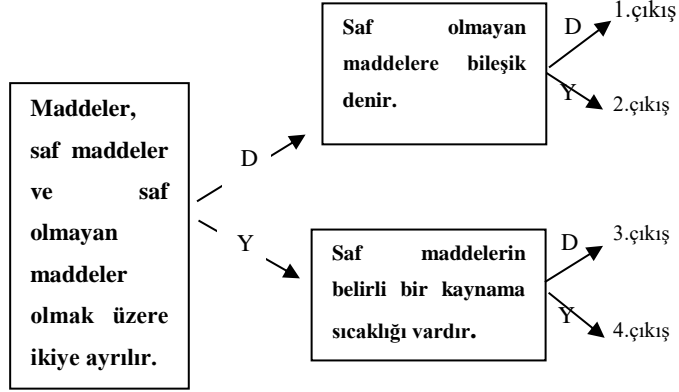 Maddeler,
saf maddeler
ve saf
olmayan
maddeler
olmak üzere
ikiye ayrılır.
D
Y
Saf olmayan
maddelere bileşik
denir.
D
Y
1.çıkış
2.çıkış
Saf maddelerin
belirli bir kaynama
sıcaklığı vardır.
D
Y
3.çıkış
4.çıkış